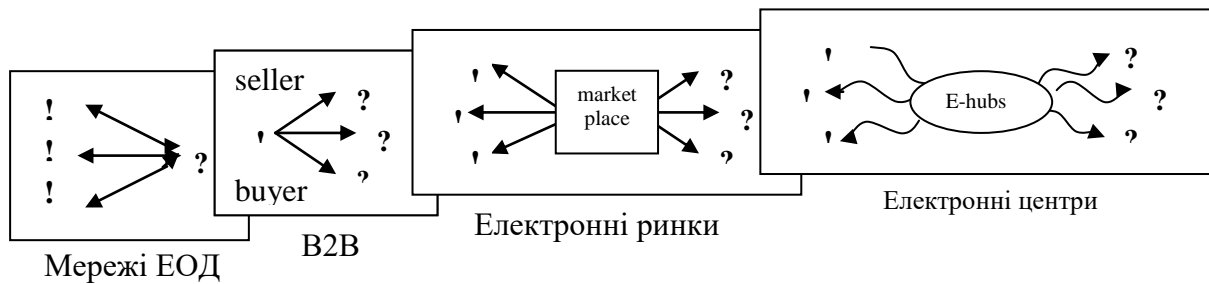 !
!
!
?
Мережі ЕОД
seller
!
buyer
?
?
?
B2B
!
!
!
market
place
?
?
?
Електронні ринки
!
!
!
E-hubs
?
?
?
Електронні центри